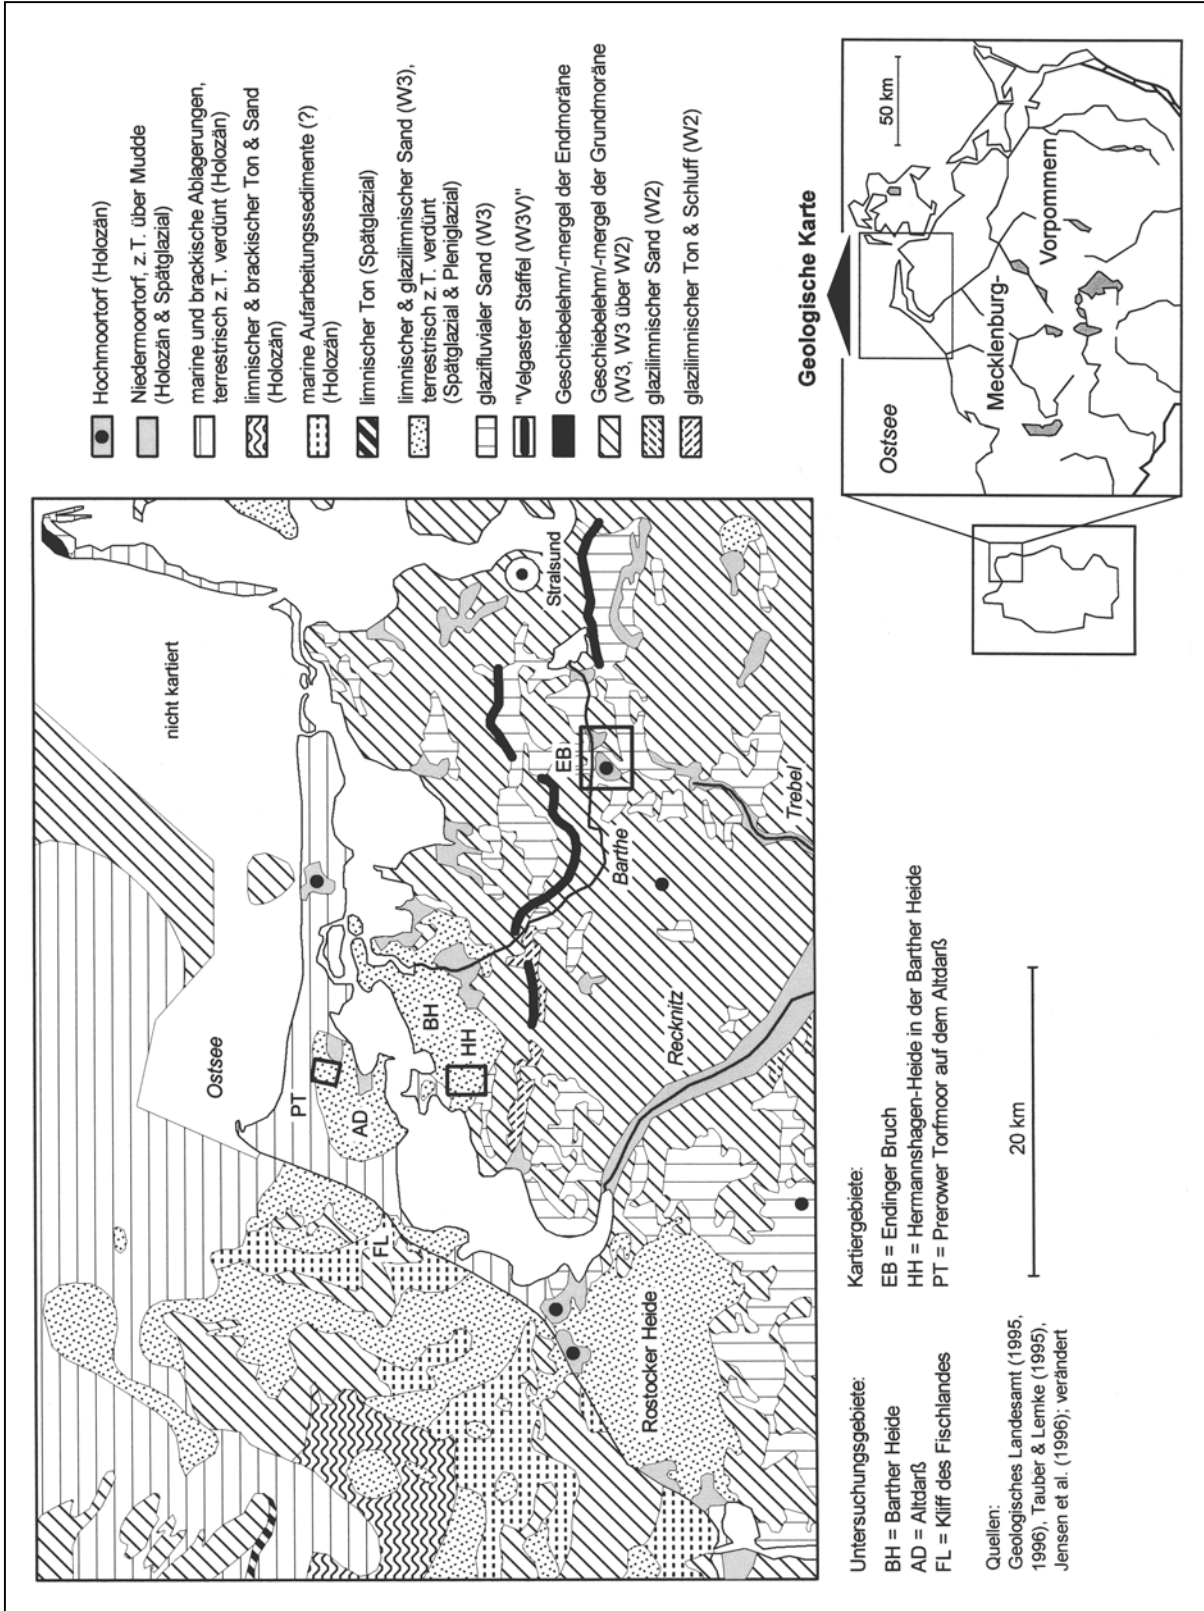 Hochmoortorf (Holozän)
Niedermoortorf, z.T. über Mudde
(Holozän & Spätglazial)
marine und brackische Ablagerungen,
terrestrisch z.T. verdünt (Holozän)
limnischer & brackischer Ton & Sand
(Holozän)
marine Aufarbeitungssedimente (?)
(Holozän)
limnischer Ton (Spätglazial)
limnischer & glazilimnischer Sand (W3),
terrestrisch z.T. verdünt
(Spätglazial & Pleniglazial)
glazifluvialer Sand (W3)
"Velgaster Staffel (W3V)"
Geschiebelehm/-mergel der Endmoräne
Geschiebelehm/-mergel der Grundmoräne
(W3, W3 über W2)
glazilimnischer Sand (W2)
glazilimnischer Ton & Schluff (W2)
nicht kartiert
Ostsee
Stralsund
PT
AD
BH
HH
EB
FL
Barthe
Trebel
Recknitz
Rostocker Heide
Geologische Karte
50 km
Ostsee
Mecklenburg-
Vorpommern
Untersuchungsgebiete:
BH = Barther Heide
AD = Altdarß
FL = Kliff des Fischlandes
Kartiergebiete:
EB = Endinger Bruch
HH = Hermannshagen-Heide in der Barther Heide
PT = Prerower Torfmoor auf dem Altdarß
20 km
Quellen:
Geologisches Landesamt (1995,
1996), Tauber & Lemke (1995),
Jensen et al. (1996); verändert